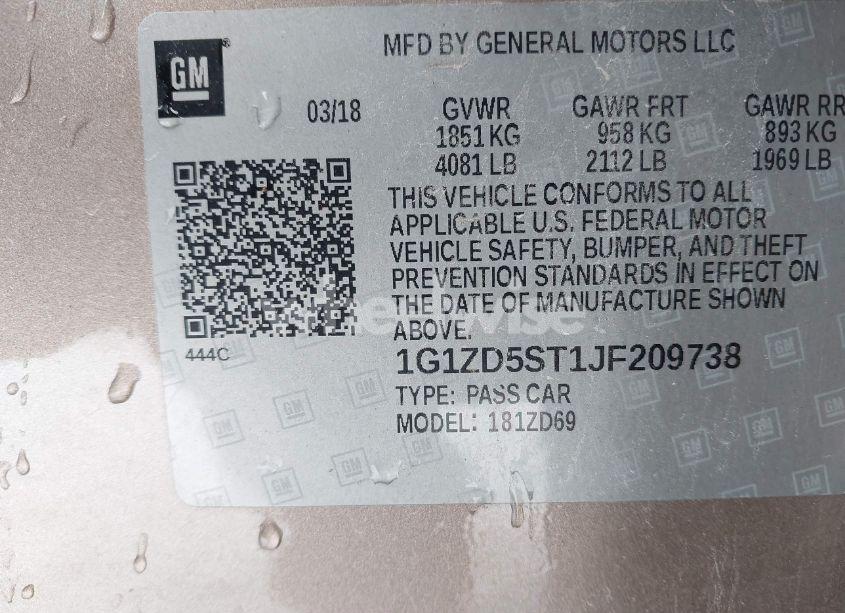 MFD BY GENERAL MOTORS LLC
GM
03/18 GVWR GAWR FRT GAWR RR
1851 KG 958 KG 893 KG
4081 LB 2112 LB 1969 LB
THIS VEHICLE CONFORMS TO ALL
APPLICABLE U.S. FEDERAL MOTOR
VEHICLE SAFETY, BUMPER, AND THEFT
PREVENTION STANDARDS IN EFFECT ON
THE DATE OF MANUFACTURE SHOWN
ABOVE.
444C
1G1ZD5ST1JF209738
TYPE: PASS CAR
MODEL: 181ZD69